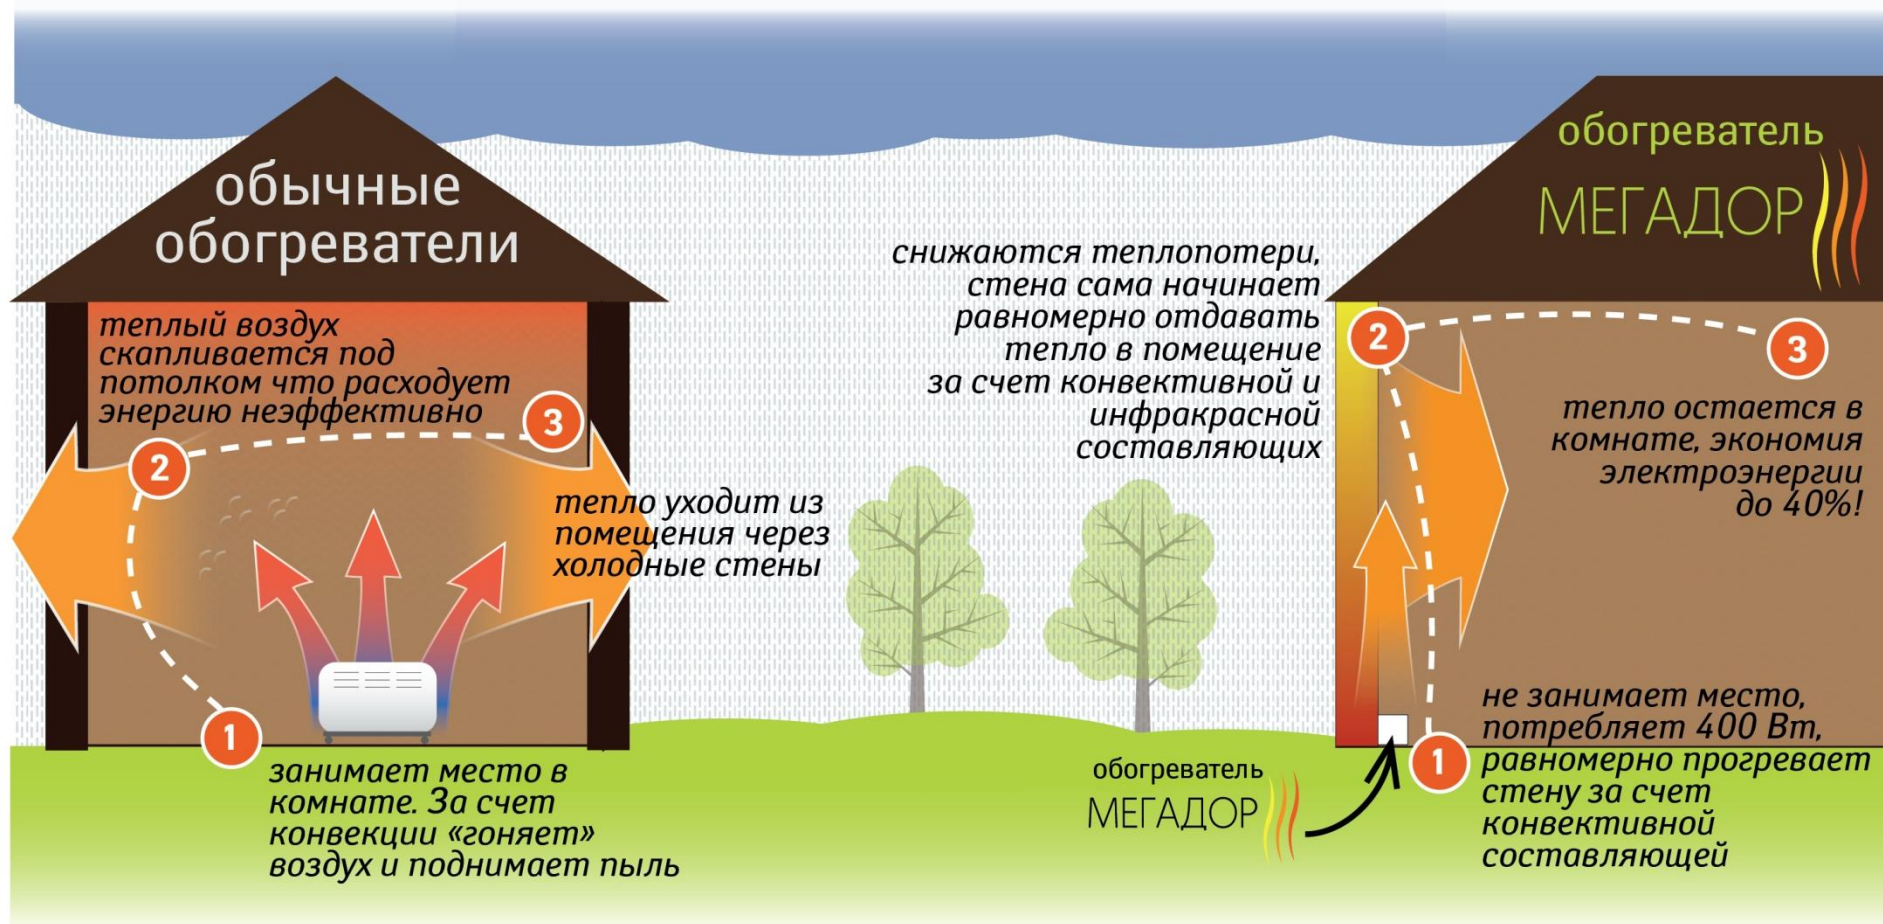 обычные
обогреватели
теплый воздух
скапливается под
потолком что расходует
энергию неэффективно
2
3
тепло уходит из
помещения через
холодные стены
1
занимает место в
комнате. За счет
конвекции «гоняет»
воздух и поднимает пыль
обогреватель
МЕГАДОР
снижаются теплопотери,
стена сама начинает
равномерно отдавать
тепло в помещение
за счет конвективной и
инфракрасной
составляющих
2
3
тепло остается в
комнате, экономия
электроэнергии
до 40%!
1
не занимает место,
потребляет 400 Вт,
равномерно прогревает
стену за счет
конвективной
составляющей
обогреватель
МЕГАДОР